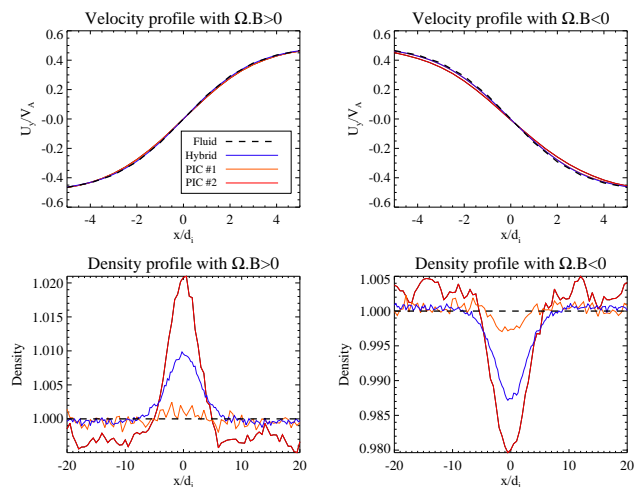 Velocity profile with Ω.B>0
0.6
0.4
0.2
-0.0
-0.2
-0.4
-0.6
U_y/V_A
Fluid
Hybrid
PIC #1
PIC #2
-4 -2 0 2 4
x/d_i
Velocity profile with Ω.B<0
0.6
0.4
0.2
-0.0
-0.2
-0.4
-0.6
U_y/V_A
-4 -2 0 2 4
x/d_i
Density profile with Ω.B>0
1.020
1.015
1.010
1.005
1.000
Density
-20 -10 0 10 20
x/d_i
Density profile with Ω.B<0
1.005
1.000
0.995
0.990
0.985
0.980
Density
-20 -10 0 10 20
x/d_i